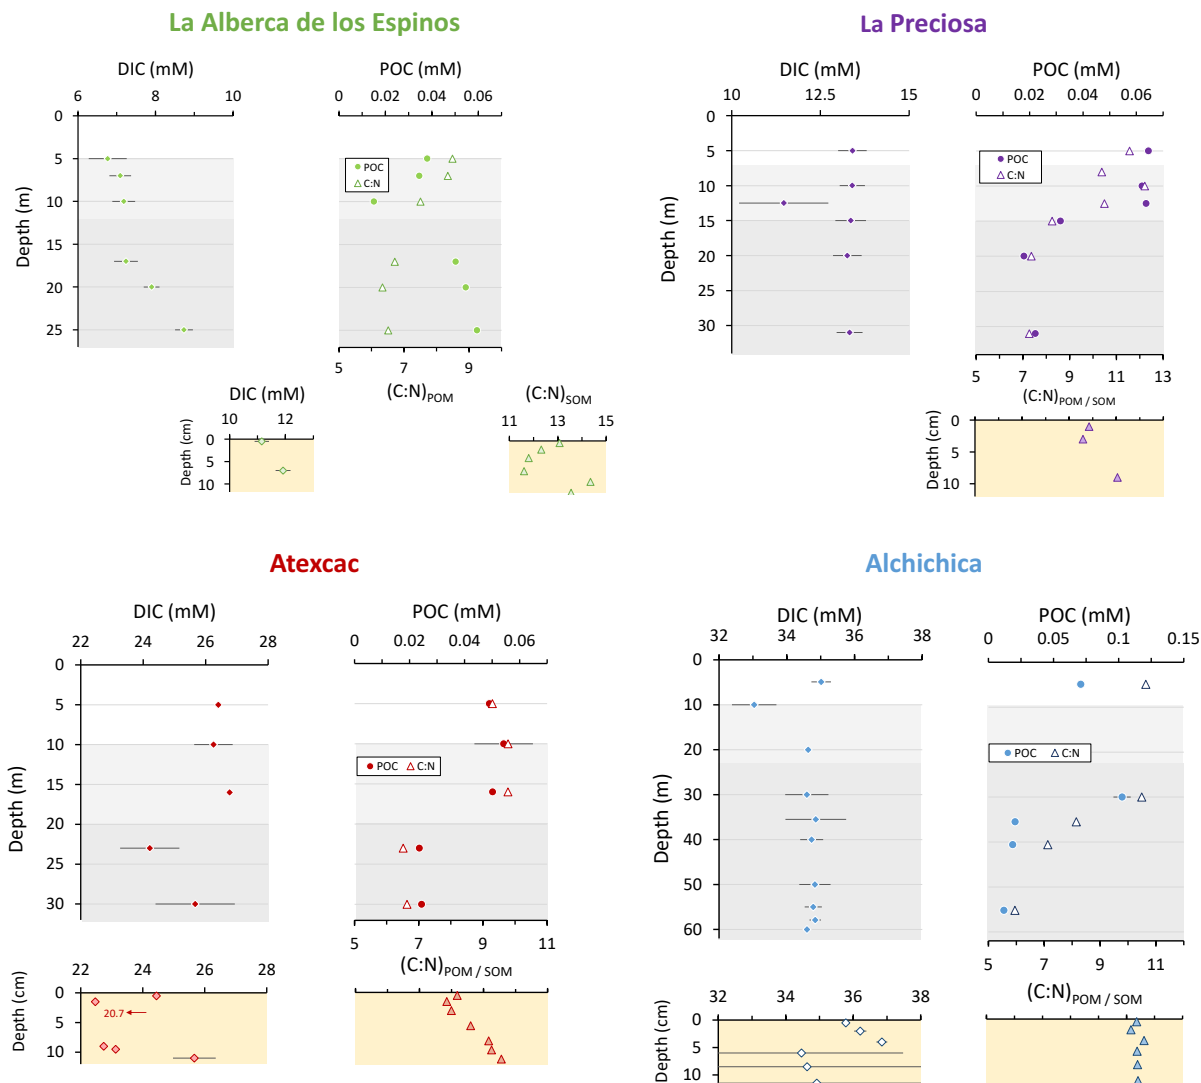 La Alberca de los Espinos
DIC (mM)
6 8 10
POC (mM)
0 0.02 0.04 0.06
Depth (m)
0
5
10
15
20
25
POC
C:N
5 7 9
(C:N)POM
DIC (mM)
10 12
Depth (cm)
0
5
10
(C:N)SOM
11 13 15
La Preciosa
DIC (mM)
10 12.5 15
POC (mM)
0 0.02 0.04 0.06
Depth (m)
0
5
10
15
20
25
30
POC
C:N
5 7 9 11 13
(C:N)POM / SOM
Depth (cm)
0
5
10
Atexcac
DIC (mM)
22 24 26 28
POC (mM)
0 0.02 0.04 0.06
Depth (m)
0
5
10
15
20
25
30
POC C:N
5 7 9 11
(C:N)POM / SOM
22 24 26 28
Depth (cm)
0
5
10
20.7
Alchichica
DIC (mM)
32 34 36 38
POC (mM)
0 0.05 0.1 0.15
Depth (m)
0
10
20
30
40
50
60
POC C:N
5 7 9 11
(C:N)POM / SOM
32 34 36 38
Depth (cm)
0
5
10